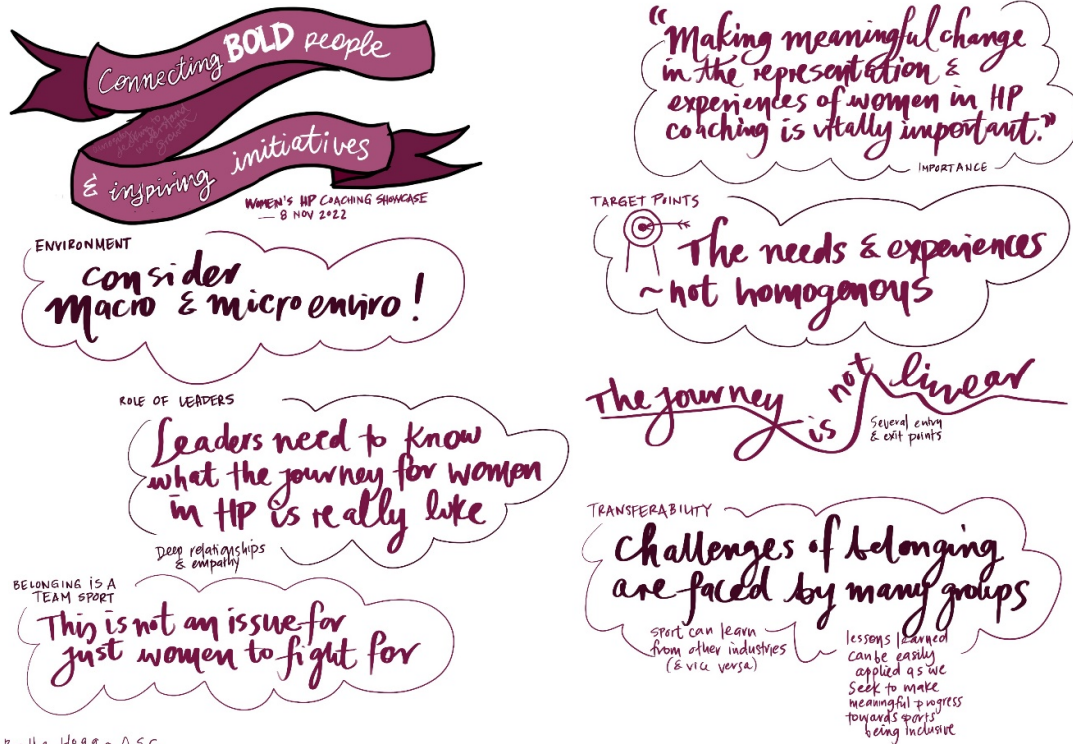 Connecting BOLD people
& inspiring initiatives
WOMEN'S HP COACHING SHOWCASE
— 8 NOV 2022
ENVIRONMENT
consider
Macro & micro enviro!
ROLE OF LEADERS
Leaders need to know
what the journey for women
in HP is really like
Deep relationships
& empathy
BELONGING IS A
TEAM SPORT
This is not an issue for
just women to fight for
"Making meaningful change
in the representation &
experiences of women in HP
coaching is vitally important."
IMPORTANCE
TARGET POINTS
The needs & experiences
~ not homogenous
The journey is not linear
Several entry
& exit points
TRANSFERABILITY
Challenges of belonging
are faced by many groups
Sport can learn
from other industries
(& vice versa)
lessons learned
can be easily
applied as we
seek to make
meaningful progress
towards sports
being inclusive